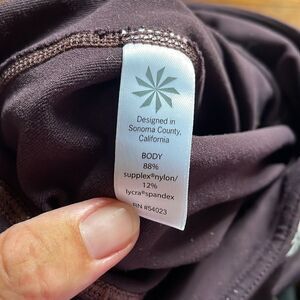 Designed in
Sonoma County,
California
BODY
88%
supplex®nylon/
12%
lycra®spandex
RN #54023